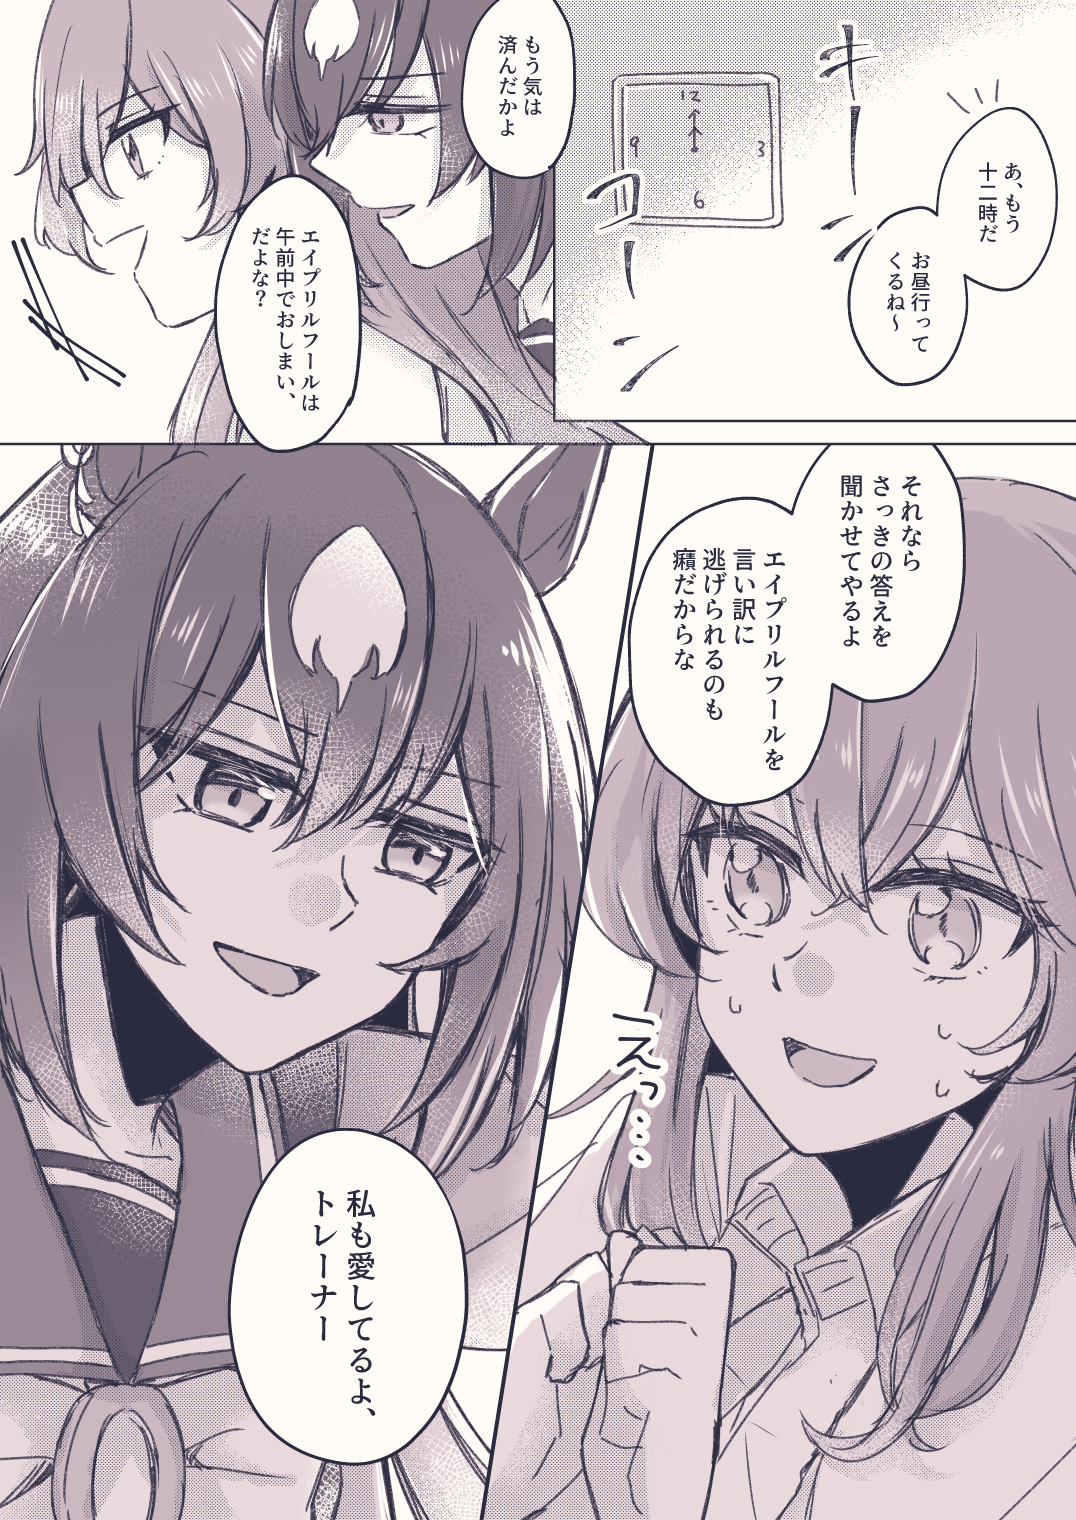 キーン
コーン
12
3
6
9
あ、もう
十二時だ
お昼行って
くるね～
もう気は
済んだかよ
エイプリルフールは
午前中でおしまい、
だよな？
それなら
さっきの答えを
聞かせてやるよ
エイプリルフールを
言い訳に
逃げられるのも
癪だからな
えっ…
私も愛してるよ、
トレーナー